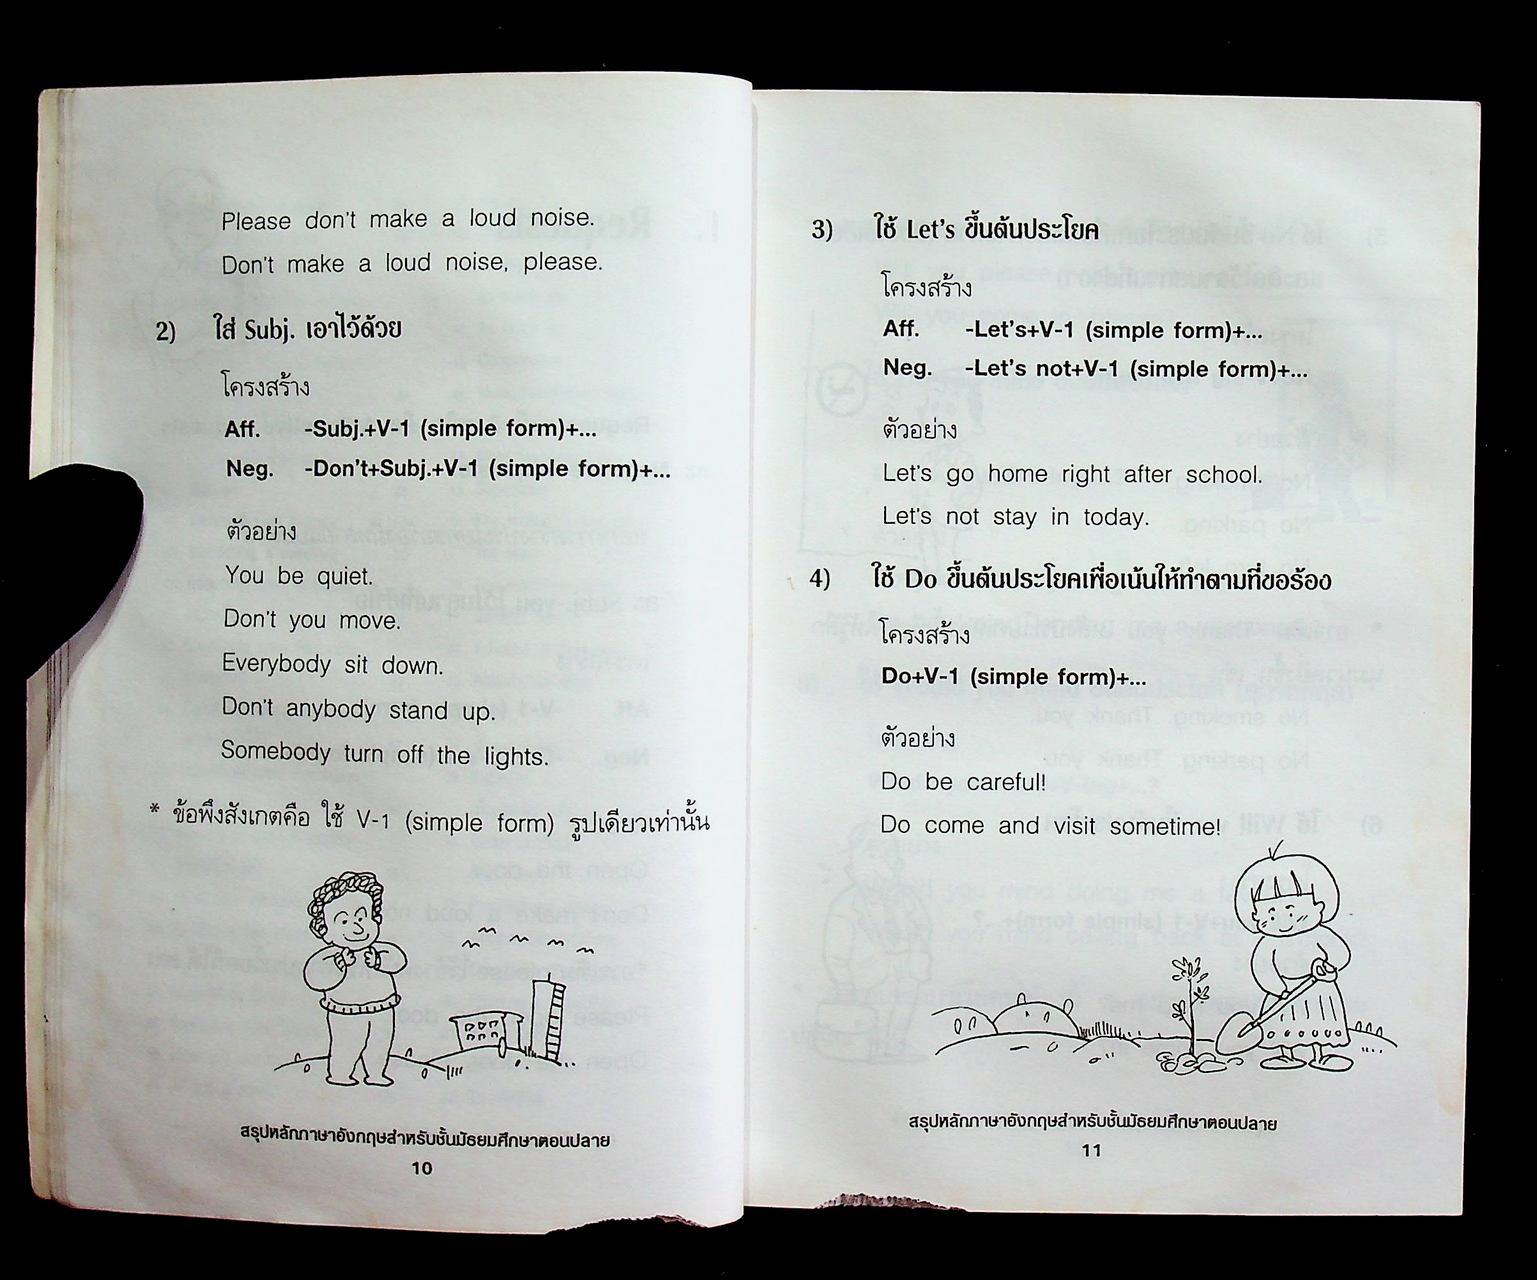 Please don't make a loud noise.
Don't make a loud noise, please.
2) ใส่ Subj. เอาไว้ด้วย
โครงสร้าง
Aff. -Subj.+V-1 (simple form)+...
Neg. -Don't+Subj.+V-1 (simple form)+...
ตัวอย่าง
You be quiet.
Don't you move.
Everybody sit down.
Don't anybody stand up.
Somebody turn off the lights.
* ข้อพึงสังเกตคือ ใช้ V-1 (simple form) รูปเดียวเท่านั้น
สรุปหลักภาษาอังกฤษสำหรับชั้นมัธยมศึกษาตอนปลาย
10
3) ใช้ Let's ขึ้นต้นประโยค
โครงสร้าง
Aff. -Let's+V-1 (simple form)+...
Neg. -Let's not+V-1 (simple form)+...
ตัวอย่าง
Let's go home right after school.
Let's not stay in today.
4) ใช้ Do ขึ้นต้นประโยคเพื่อเน้นให้ทำตามที่ขอร้อง
โครงสร้าง
Do+V-1 (simple form)+...
ตัวอย่าง
Do be careful!
Do come and visit sometime!
สรุปหลักภาษาอังกฤษสำหรับชั้นมัธยมศึกษาตอนปลาย
11